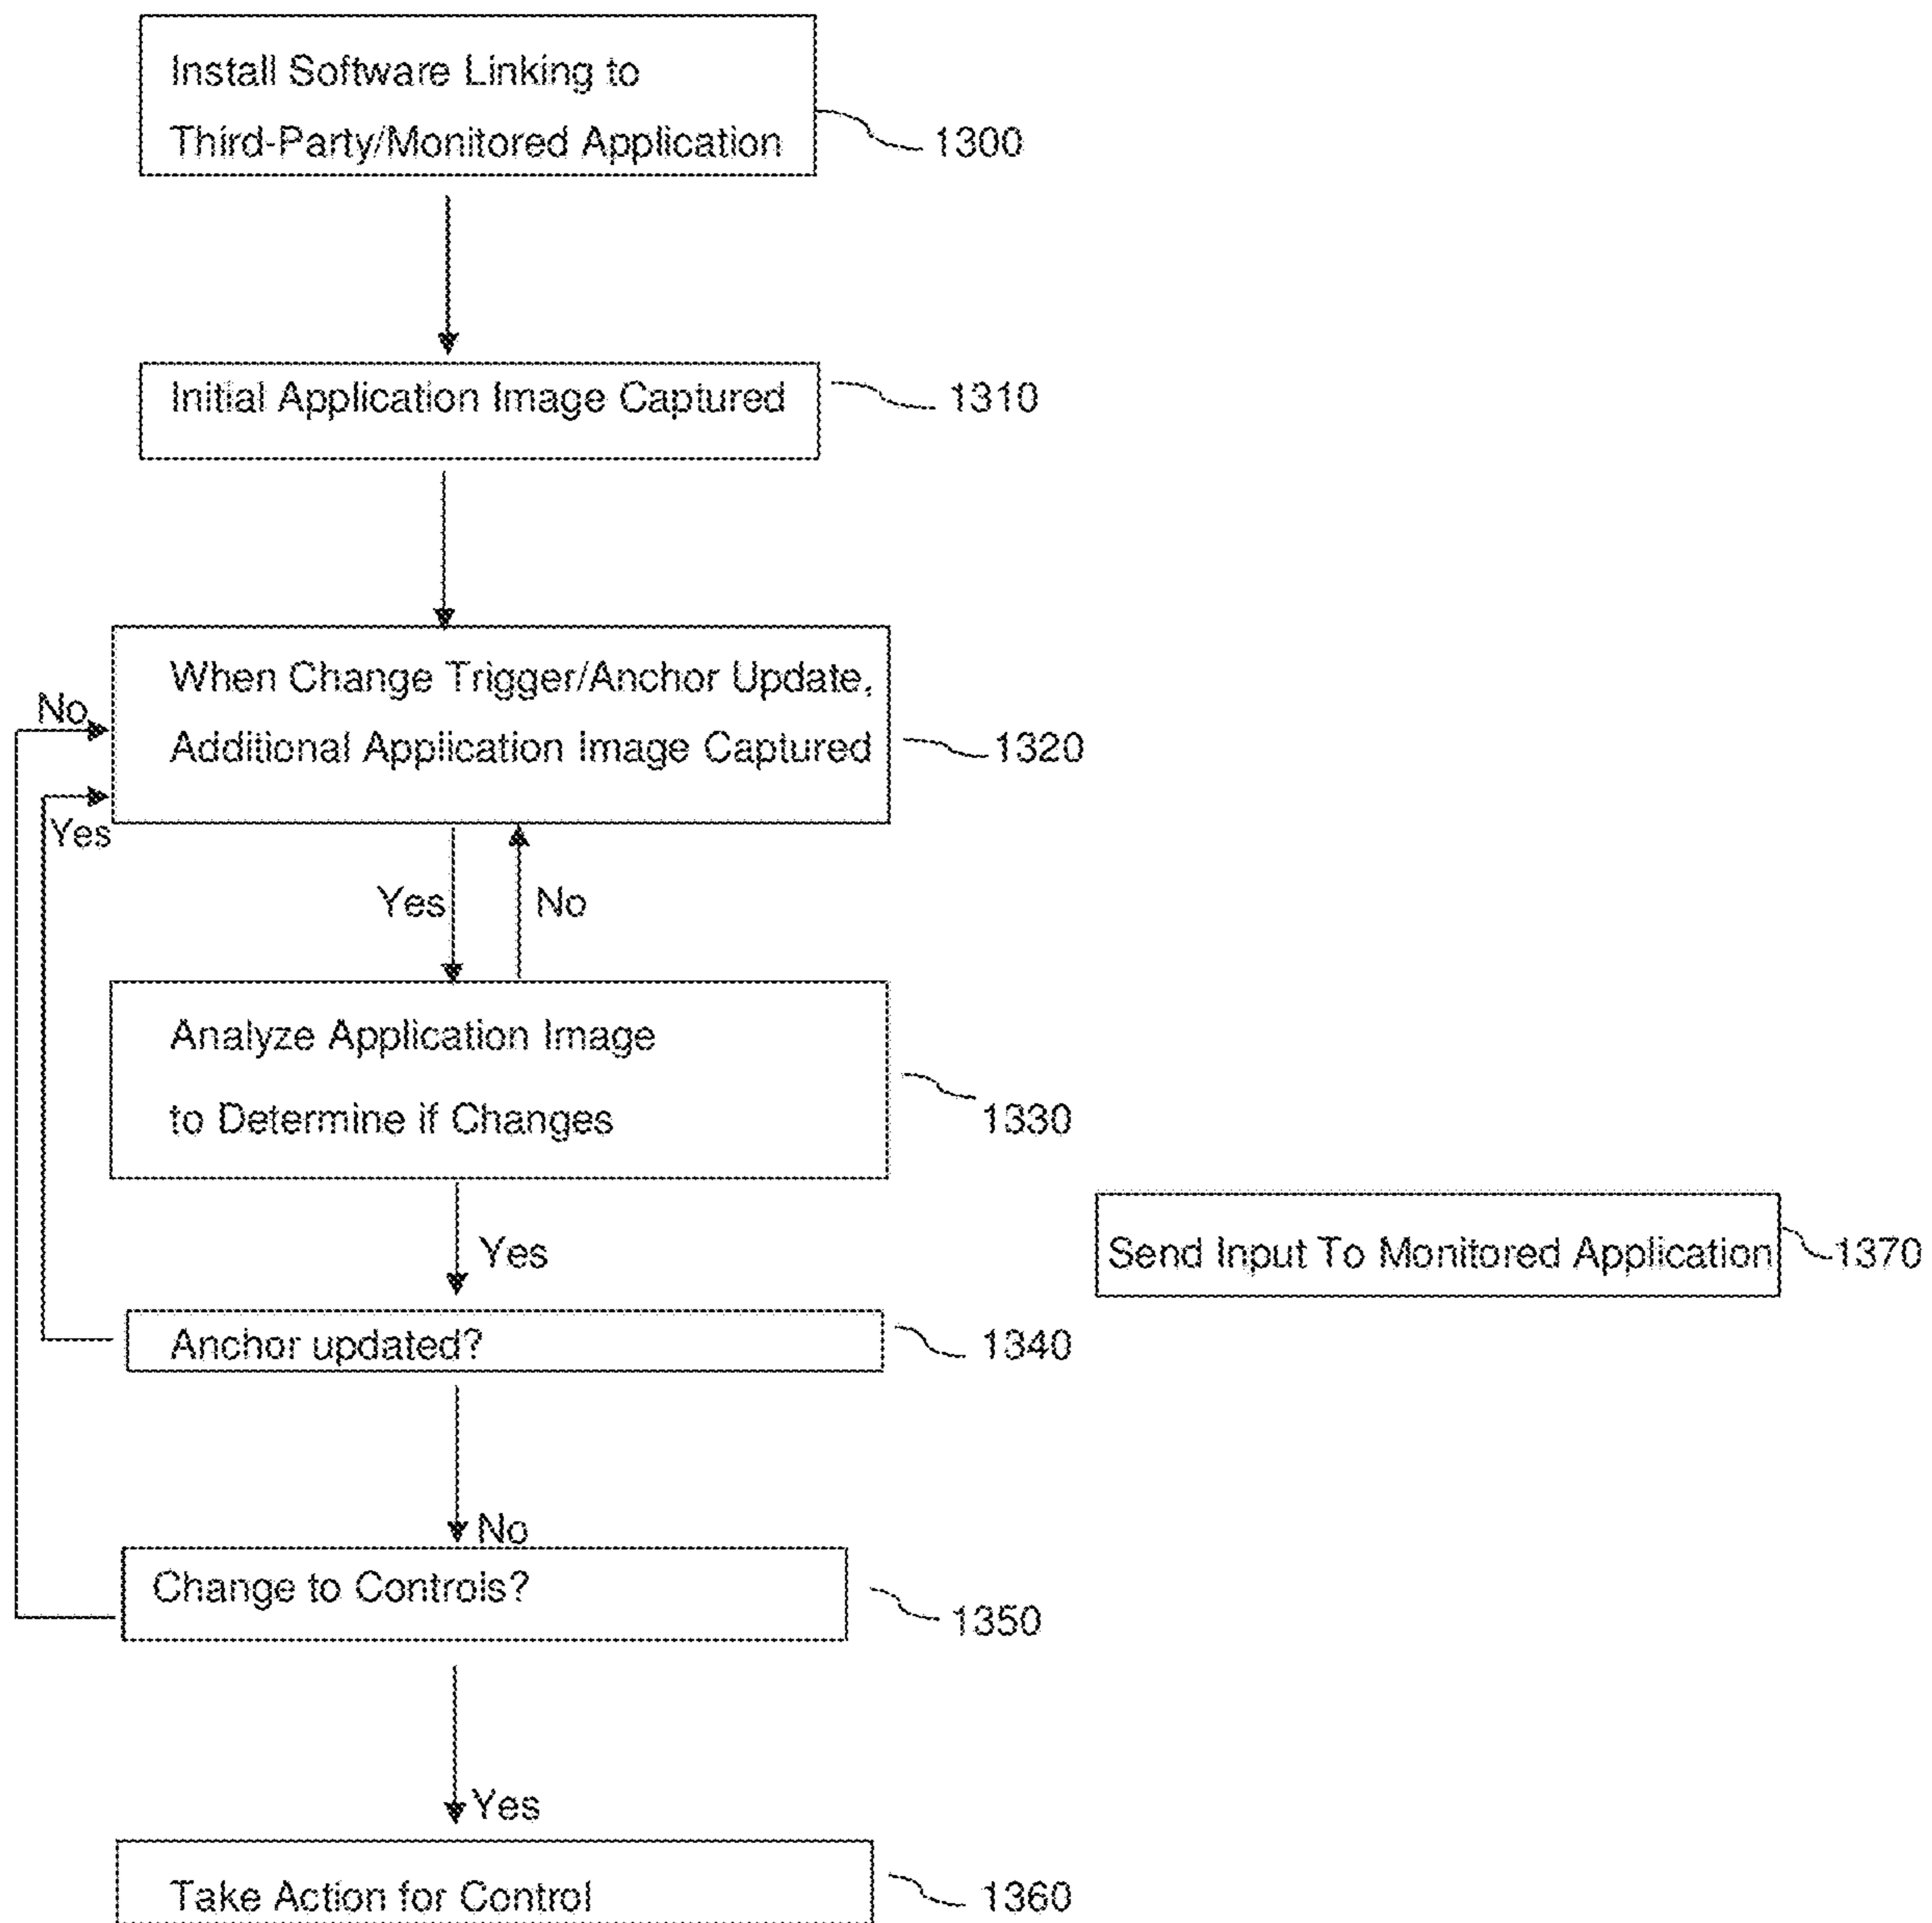 Install Software Linking to
Third-Party/Monitored Application
1300
Initial Application Image Captured
1310
When Change Trigger/Anchor Update,
Additional Application Image Captured
1320
No
Yes
Yes
No
Analyze Application Image
to Determine if Changes
1330
Yes
Send Input To Monitored Application
1370
Anchor updated?
1340
No
Change to Controls?
1350
Yes
Take Action for Control
1360